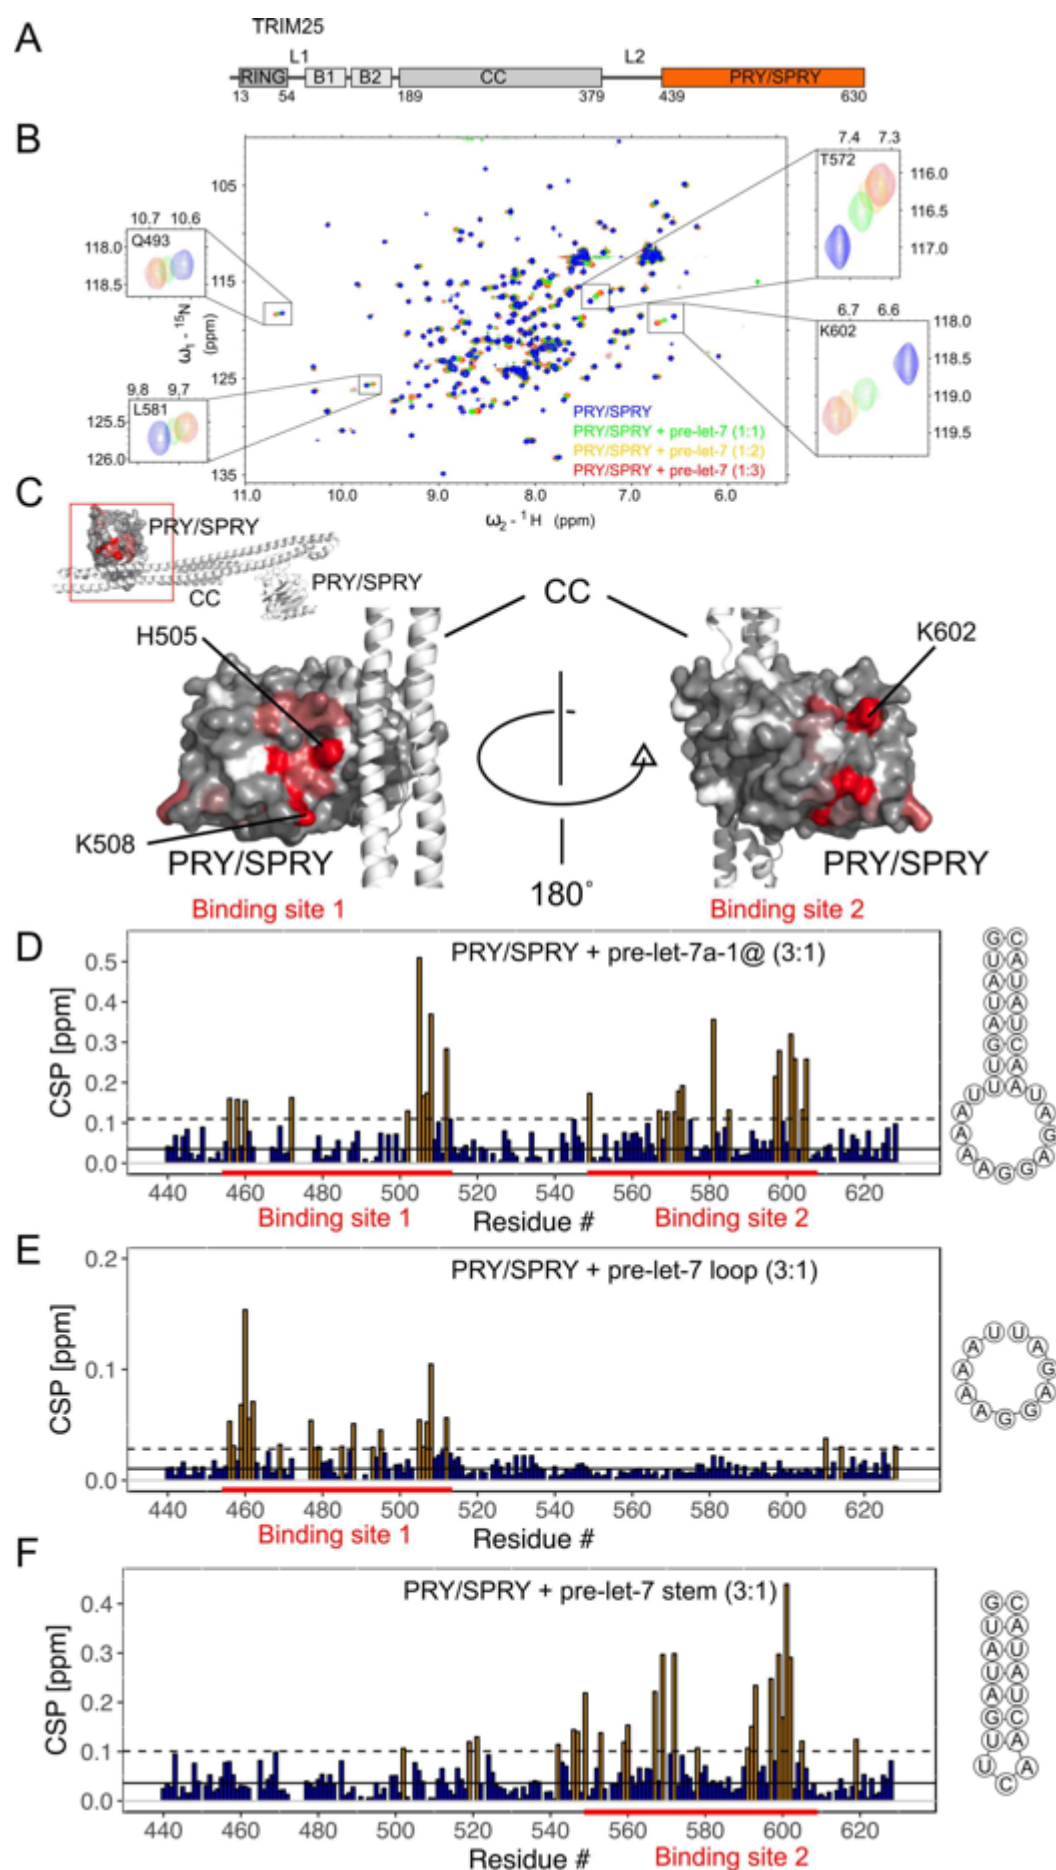 A
TRIM25
L1
L2
RING
B1
B2
CC
PRY/SPRY
13
54
189
379
439
630
B
105
115
125
135
11.0
10.0
9.0
8.0
7.0
6.0
ω1 - 15N
(ppm)
ω2 - 1H (ppm)
10.7
10.6
Q493
118.0
118.5
9.8
9.7
L581
125.5
126.0
7.4
7.3
T572
116.0
116.5
117.0
6.7
6.6
K602
118.0
118.5
119.0
119.5
PRY/SPRY
PRY/SPRY + pre-let-7 (1:1)
PRY/SPRY + pre-let-7 (1:2)
PRY/SPRY + pre-let-7 (1:3)
C
PRY/SPRY
CC
PRY/SPRY
H505
K508
PRY/SPRY
Binding site 1
CC
180°
K602
PRY/SPRY
Binding site 2
D
PRY/SPRY + pre-let-7a-1@ (3:1)
CSP [ppm]
0.5
0.4
0.3
0.2
0.1
0.0
440 460 480 500 520 540 560 580 600 620
Binding site 1
Residue #
Binding site 2
G C
U A
A U
U A
A U
G C
U A
U A
U U
A A
A G
A A
A G G
E
PRY/SPRY + pre-let-7 loop (3:1)
CSP [ppm]
0.2
0.1
0.0
440 460 480 500 520 540 560 580 600 620
Binding site 1
Residue #
U U
A A
A G
A A
A G G
F
PRY/SPRY + pre-let-7 stem (3:1)
CSP [ppm]
0.4
0.3
0.2
0.1
0.0
440 460 480 500 520 540 560 580 600 620
Residue #
Binding site 2
G C
U A
A U
U A
A U
G C
U A
U A
U C A